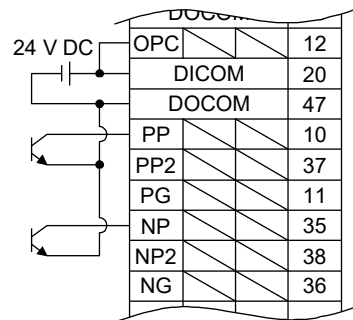 DOCOM
24 V DC
OPC 12
DICOM 20
DOCOM 47
PP 10
PP2 37
PG 11
NP 35
NP2 38
NG 36